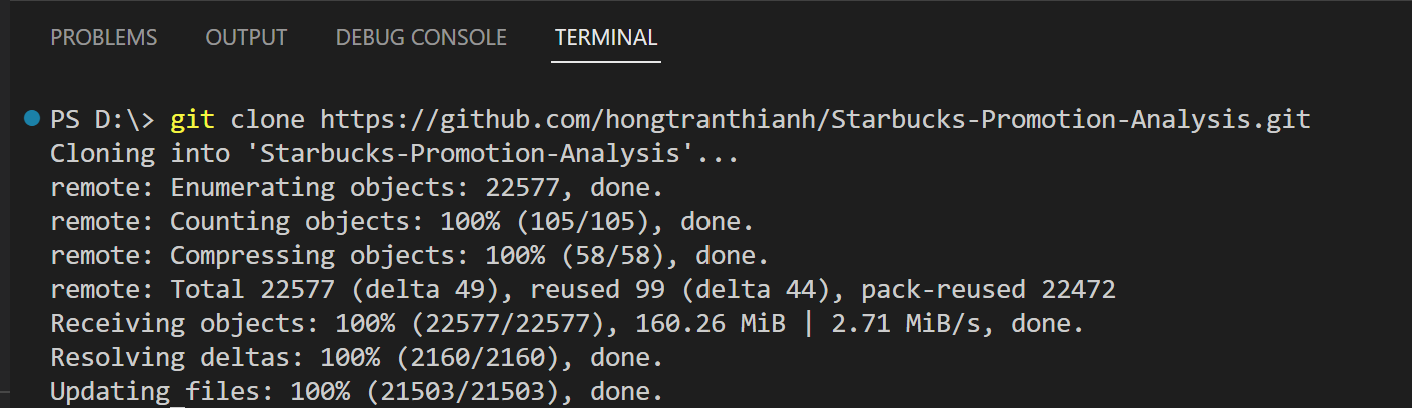 PROBLEMS OUTPUT DEBUG CONSOLE TERMINAL
PS D:\> git clone https://github.com/hongtranthianh/Starbucks-Promotion-Analysis.git
Cloning into 'Starbucks-Promotion-Analysis'...
remote: Enumerating objects: 22577, done.
remote: Counting objects: 100% (105/105), done.
remote: Compressing objects: 100% (58/58), done.
remote: Total 22577 (delta 49), reused 99 (delta 44), pack-reused 22472
Receiving objects: 100% (22577/22577), 160.26 MiB | 2.71 MiB/s, done.
Resolving deltas: 100% (2160/2160), done.
Updating files: 100% (21503/21503), done.